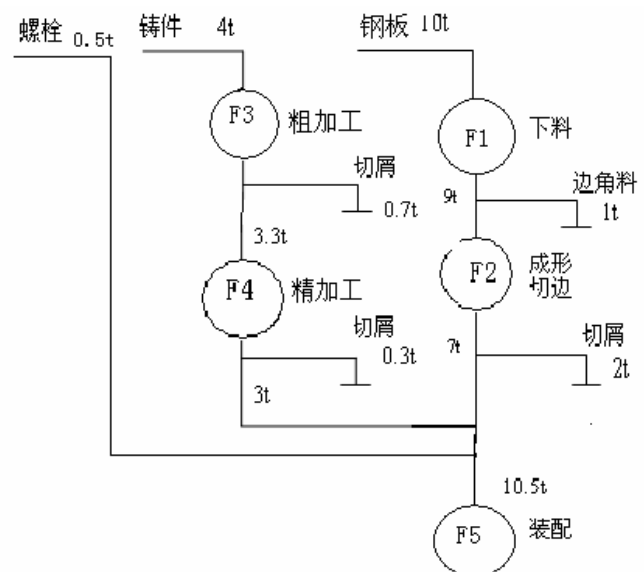 螺栓 0.5t
铸件 4t
钢板 10t
F3 粗加工
F1 下料
切屑
0.7t
9t
边角料
1t
3.3t
F4 精加工
F2 成形
切边
切屑
0.3t
7t
切屑
2t
3t
10.5t
F5 装配